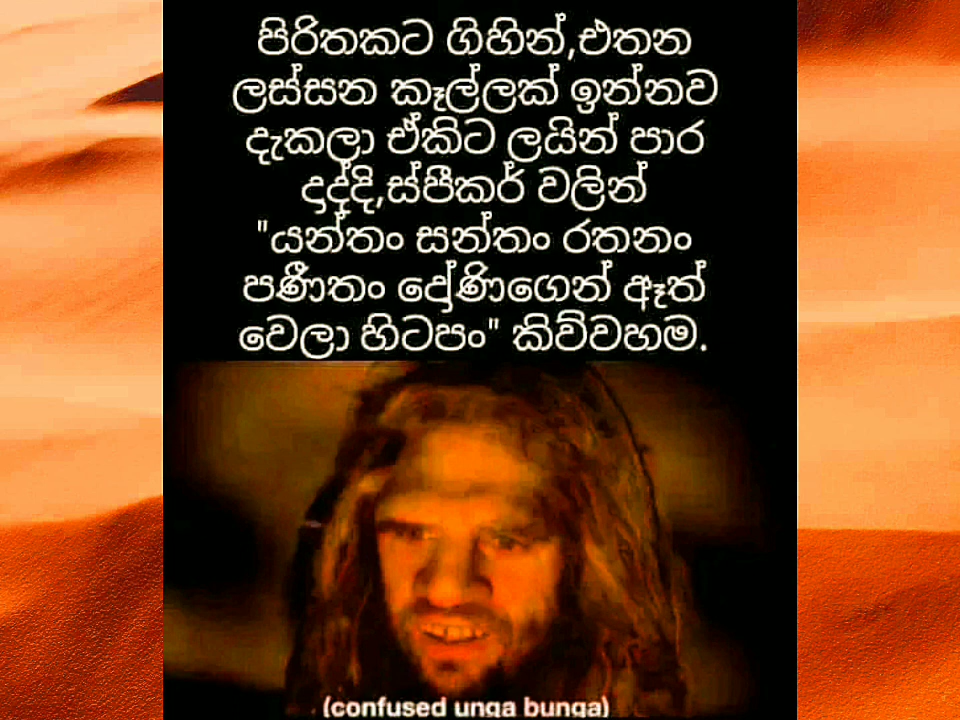 පිරිතකට ගිහින්,එතන
ලස්සන කෑල්ලක් ඉන්නව
දැකලා ඒකිට ලයින් පාර
දාද්දි,ස්පීකර් වලින්
"යන්තං සන්තං රතනං
පණීතං දෝණිගෙන් ඈත්
වෙලා හිටපං" කිව්වහම.
(confused unga bunga)